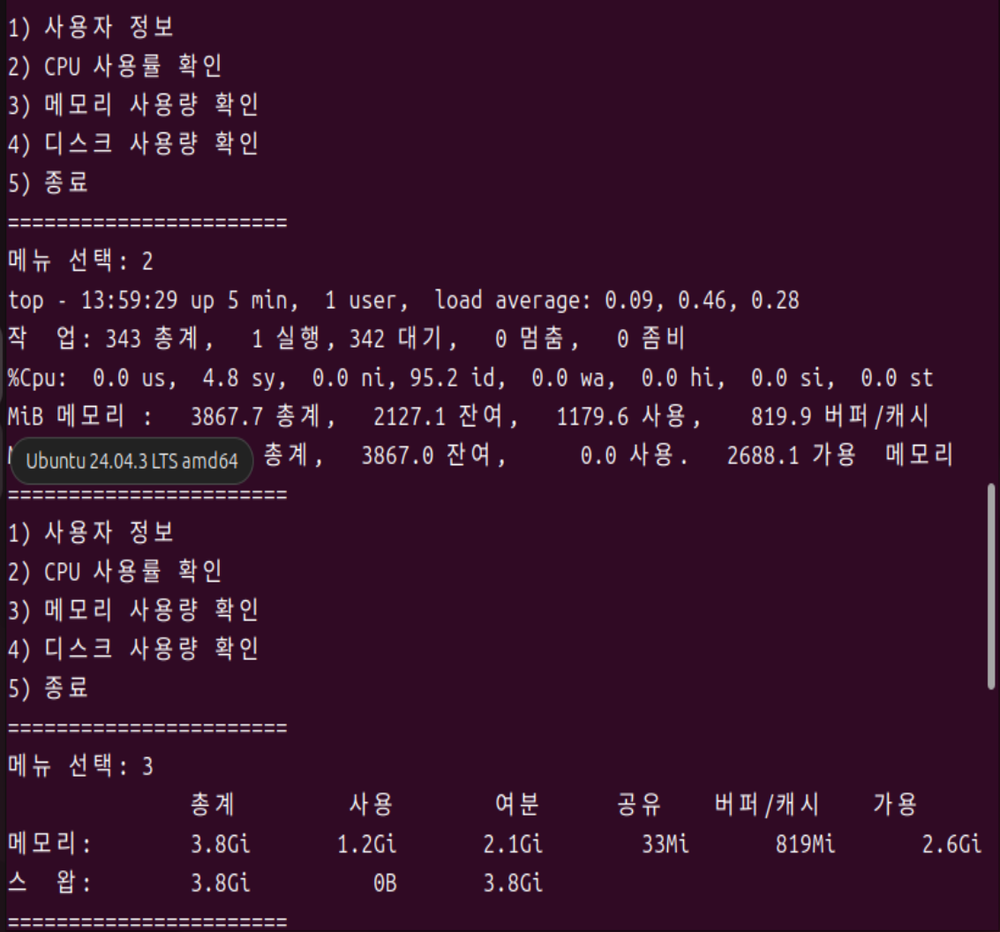 1) 사용자 정보
2) CPU 사용률 확인
3) 메모리 사용량 확인
4) 디스크 사용량 확인
5) 종료
=======================
메뉴 선택: 2
top - 13:59:29 up 5 min,  1 user,  load average: 0.09, 0.46, 0.28
작  업: 343 총계,   1 실행, 342 대기,   0 멈춤,   0 좀비
%Cpu:  0.0 us,  4.8 sy,  0.0 ni, 95.2 id,  0.0 wa,  0.0 hi,  0.0 si,  0.0 st
MiB 메모리 :   3867.7 총계,   2127.1 잔여,   1179.6 사용,    819.9 버퍼/캐시
Ubuntu 24.04.3 LTS amd64 총계,   3867.0 잔여,      0.0 사용.   2688.1 가용  메모리
=======================
1) 사용자 정보
2) CPU 사용률 확인
3) 메모리 사용량 확인
4) 디스크 사용량 확인
5) 종료
=======================
메뉴 선택: 3
총계 사용 여분 공유 버퍼/캐시 가용
메모리: 3.8Gi 1.2Gi 2.1Gi 33Mi 819Mi 2.6Gi
스  왑: 3.8Gi 0B 3.8Gi
=======================